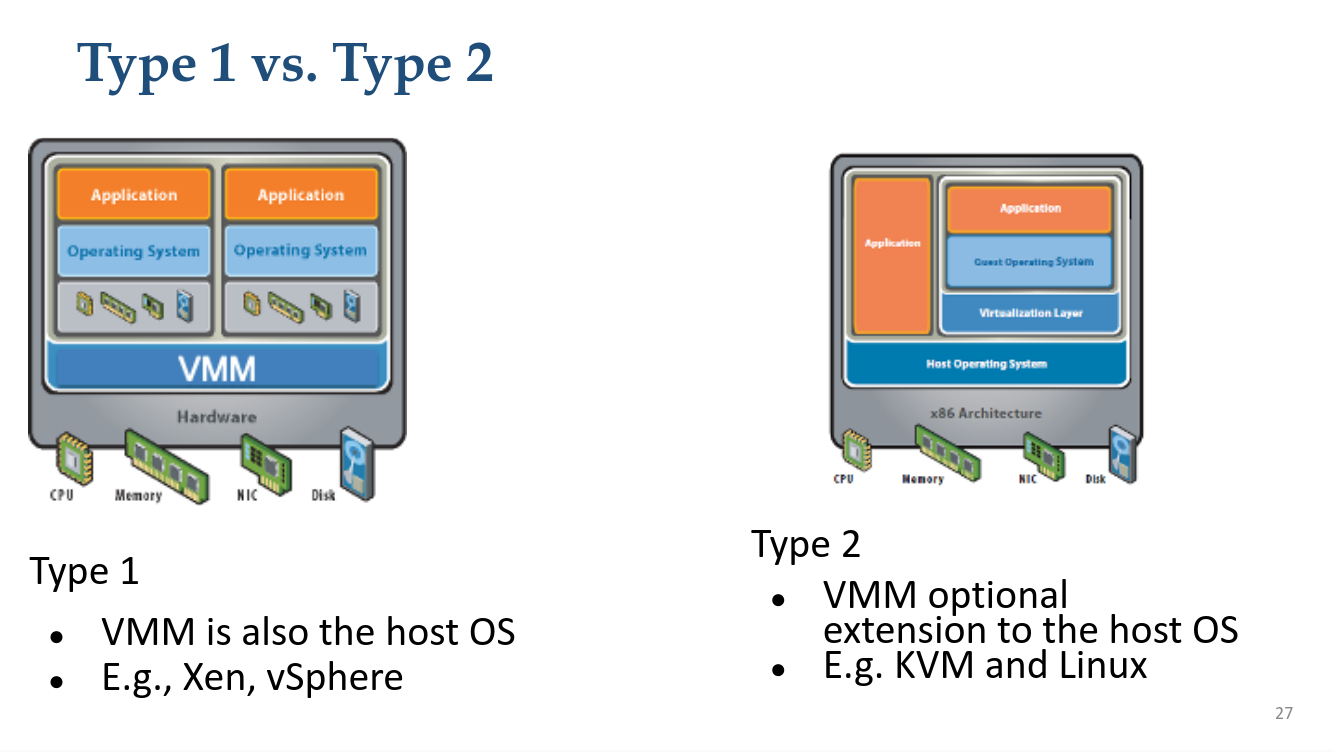 Type 1 vs. Type 2
Application
Application
Operating System
Operating System
VMM
Hardware
CPU
Memory
NIC
Disk
Application
Application
Guest Operating System
Virtualization Layer
Host Operating System
x86 Architecture
CPU
Memory
NIC
Disk
Type 1
● VMM is also the host OS
● E.g., Xen, vSphere
Type 2
● VMM optional
extension to the host OS
● E.g. KVM and Linux
27